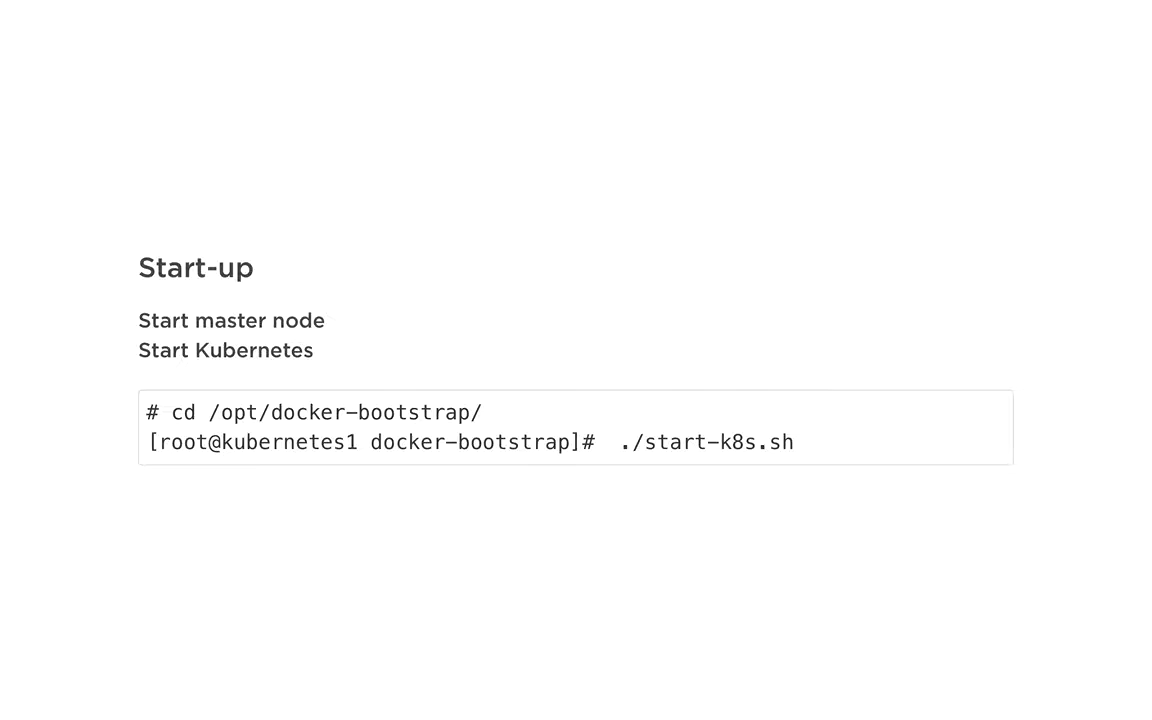 Start-up
Start master node
Start Kubernetes
# cd /opt/docker-bootstrap/
[root@kubernetes1 docker-bootstrap]#  ./start-k8s.sh